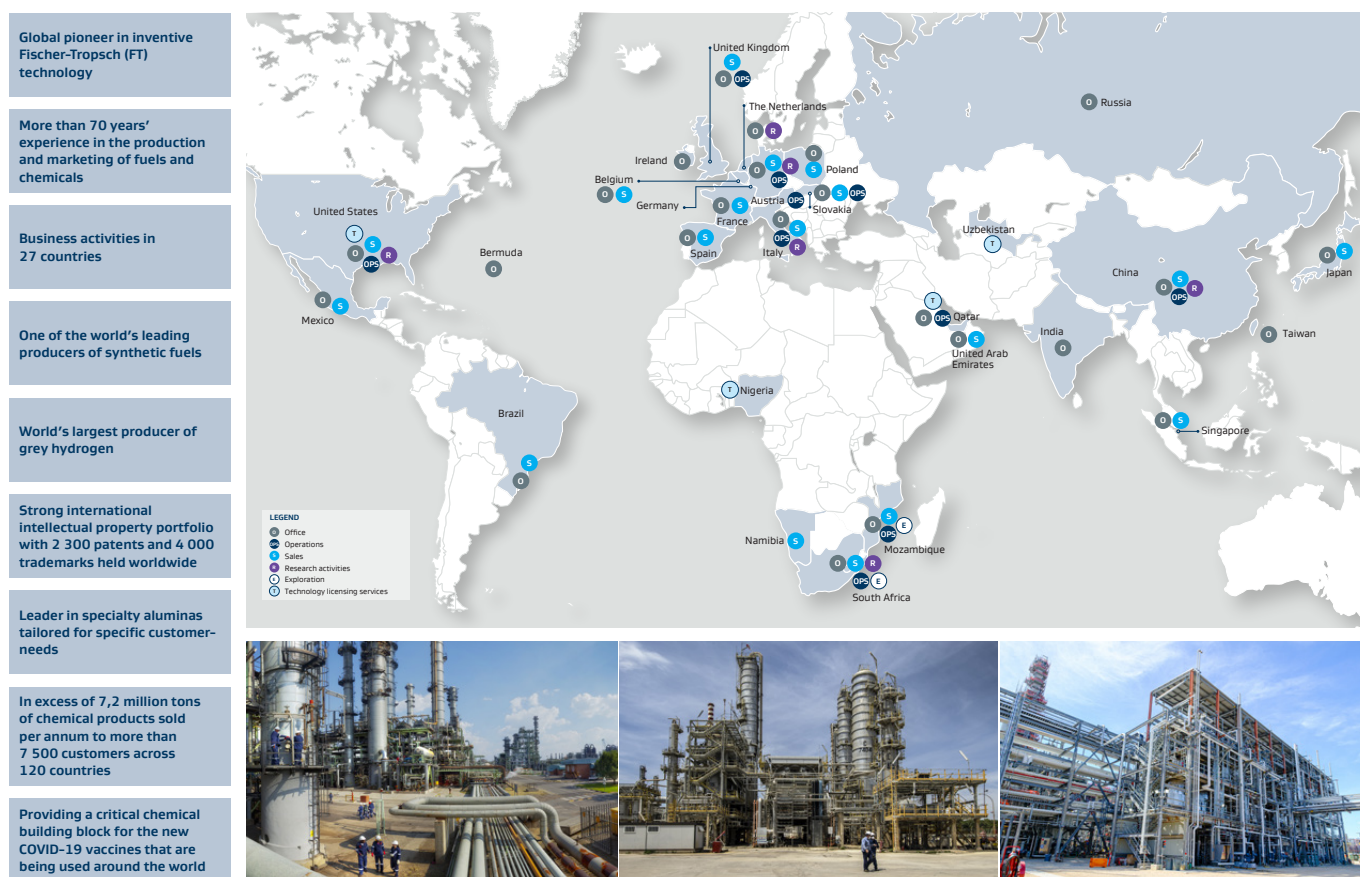 Global pioneer in inventive
Fischer-Tropsch (FT)
technology
More than 70 years’
experience in the production
and marketing of fuels and
chemicals
Business activities in
27 countries
One of the world’s leading
producers of synthetic fuels
World’s largest producer of
grey hydrogen
Strong international
intellectual property portfolio
with 2 300 patents and 4 000
trademarks held worldwide
Leader in specialty aluminas
tailored for specific customer-
needs
In excess of 7,2 million tons
of chemical products sold
per annum to more than
7 500 customers across
120 countries
Providing a critical chemical
building block for the new
COVID-19 vaccines that are
being used around the world
United Kingdom
S
O OPS
The Netherlands
O R
Russia
O
Ireland
O
Belgium
O S
Germany
O S R
OPS
O
S
Poland
Austria
OPS
O S OPS
Slovakia
O S
France
O S
Spain
O
S
OPS
R
Italy
United States
T
S
O R
OPS
Bermuda
O
O S
Mexico
Brazil
S
O
Uzbekistan
T
China
S
O R
OPS
O S
Japan
O
Taiwan
India
O
T
O OPS
Qatar
O S
United Arab
Emirates
T
Nigeria
O S
Singapore
Namibia
S
S
O E
OPS
Mozambique
O S R
OPS E
South Africa
LEGEND
O Office
OPS Operations
S Sales
R Research activities
E Exploration
T Technology licensing services